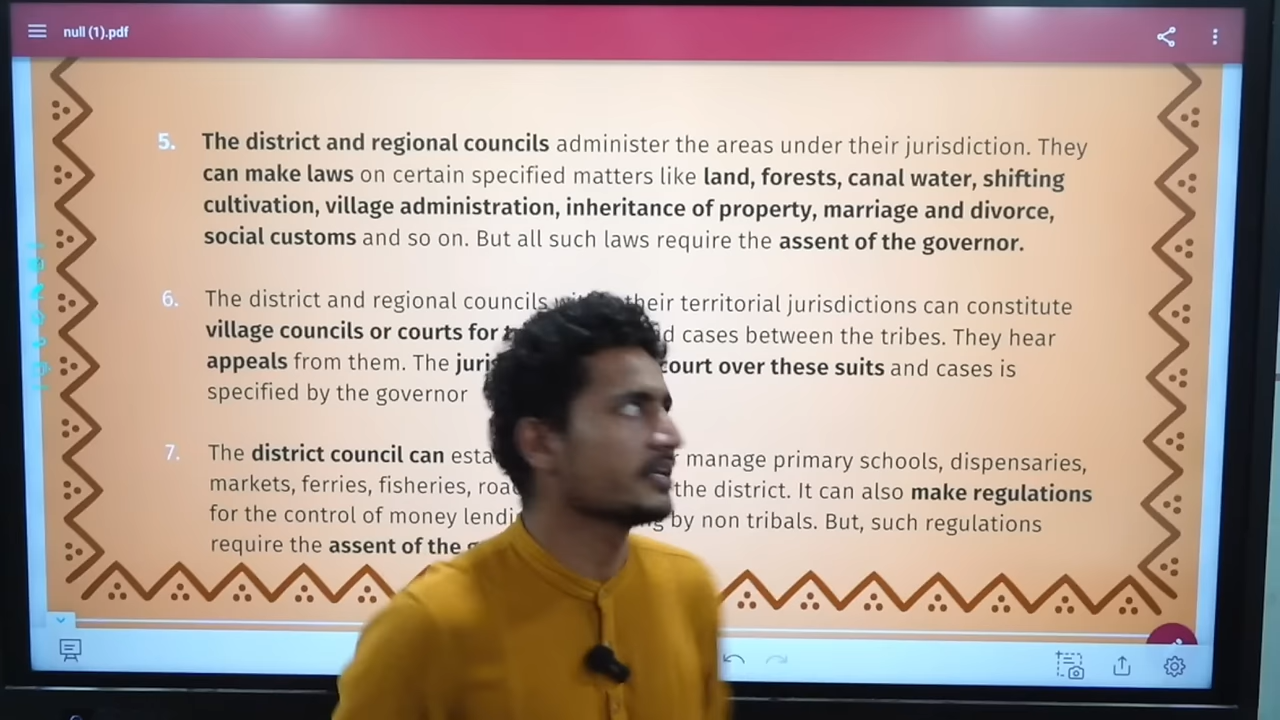 null (1).pdf
5. The district and regional councils administer the areas under their jurisdiction. They
can make laws on certain specified matters like land, forests, canal water, shifting
cultivation, village administration, inheritance of property, marriage and divorce,
social customs and so on. But all such laws require the assent of the governor.
6. The district and regional councils their territorial jurisdictions can constitute
village councils or courts for cases between the tribes. They hear
appeals from them. The court over these suits and cases is
specified by the governor
7. The district council can manage primary schools, dispensaries,
markets, ferries, fisheries, the district. It can also make regulations
for the control of money by non tribals. But, such regulations
require the assent of the